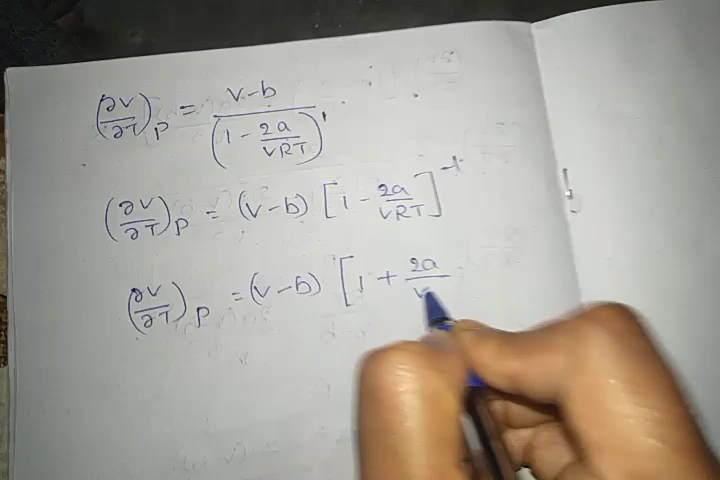 (∂V/∂T)P = V-b/(1 - 2a/VRT)'
(∂V/∂T)P = (V-b) [1 - 2a/VRT]^-1
(∂V/∂T)P = (V-b) [1 + 2a/V